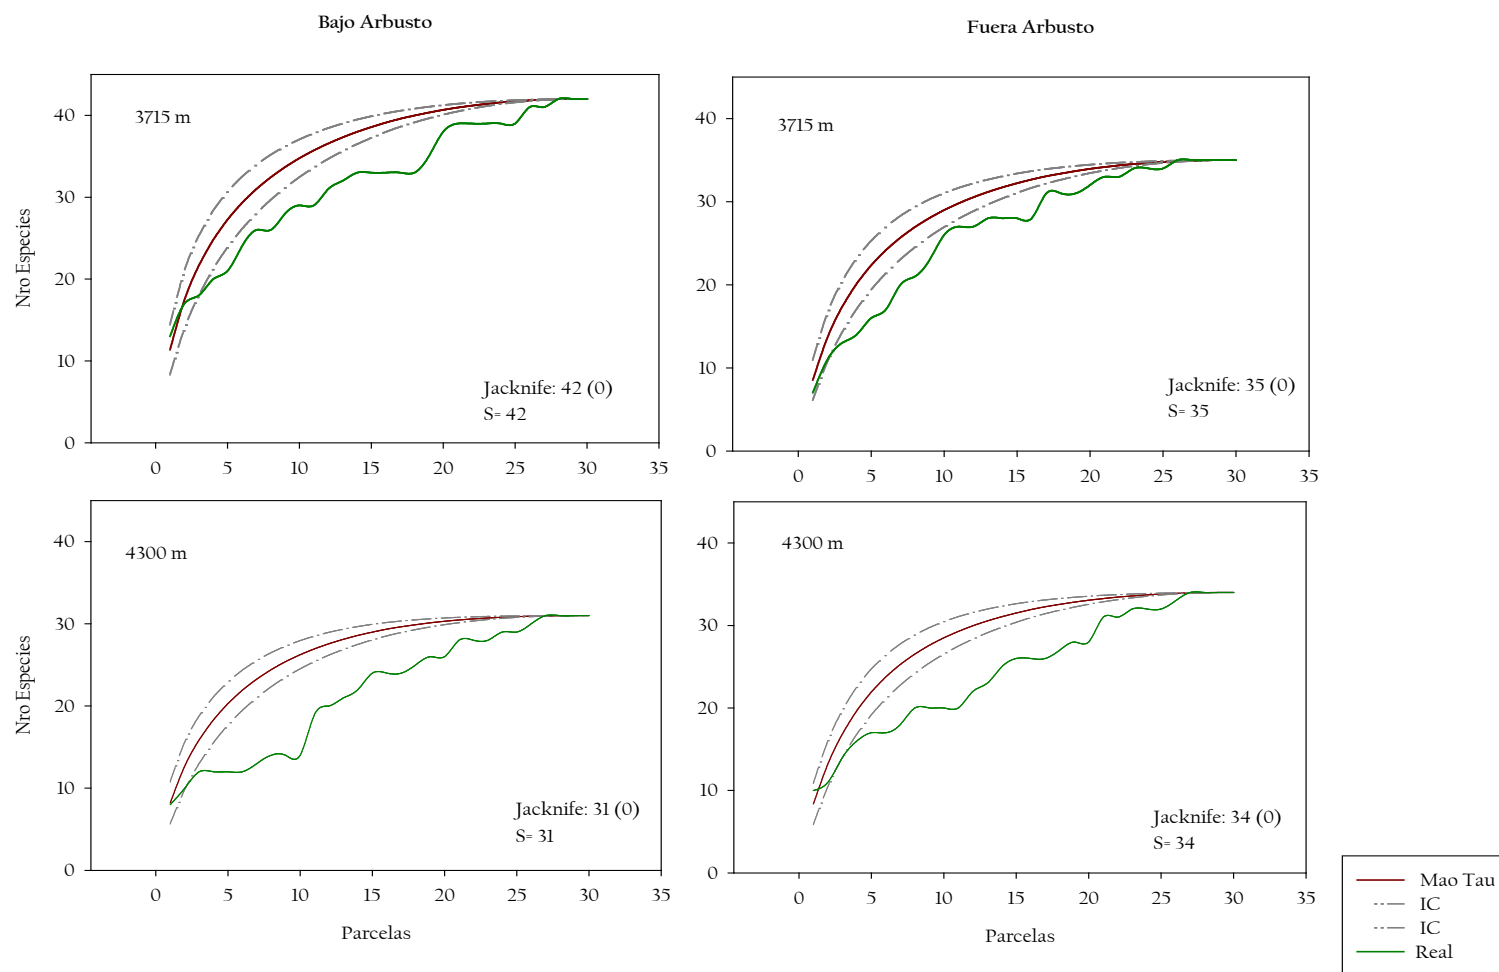 Bajo Arbusto
Fuera Arbusto
Nro Especies
40
30
20
10
0
3715 m
Jacknife: 42 (0)
S= 42
0 5 10 15 20 25 30 35
40
30
20
10
0
3715 m
Jacknife: 35 (0)
S= 35
0 5 10 15 20 25 30 35
Nro Especies
40
30
20
10
0
4300 m
Jacknife: 31 (0)
S= 31
0 5 10 15 20 25 30 35
Parcelas
40
30
20
10
0
4300 m
Jacknife: 34 (0)
S= 34
0 5 10 15 20 25 30 35
Parcelas
Mao Tau
IC
IC
Real